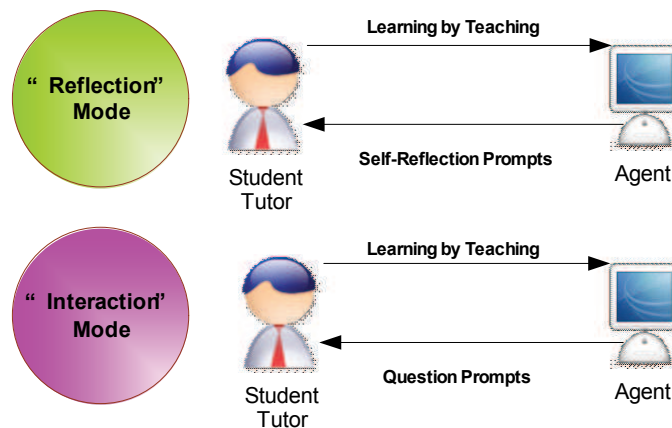 Learning by Teaching
“ Reflection”
Mode
Self-Reflection Prompts
Student
Tutor
Agent
Learning by Teaching
“ Interaction”
Mode
Question Prompts
Student
Tutor
Agent